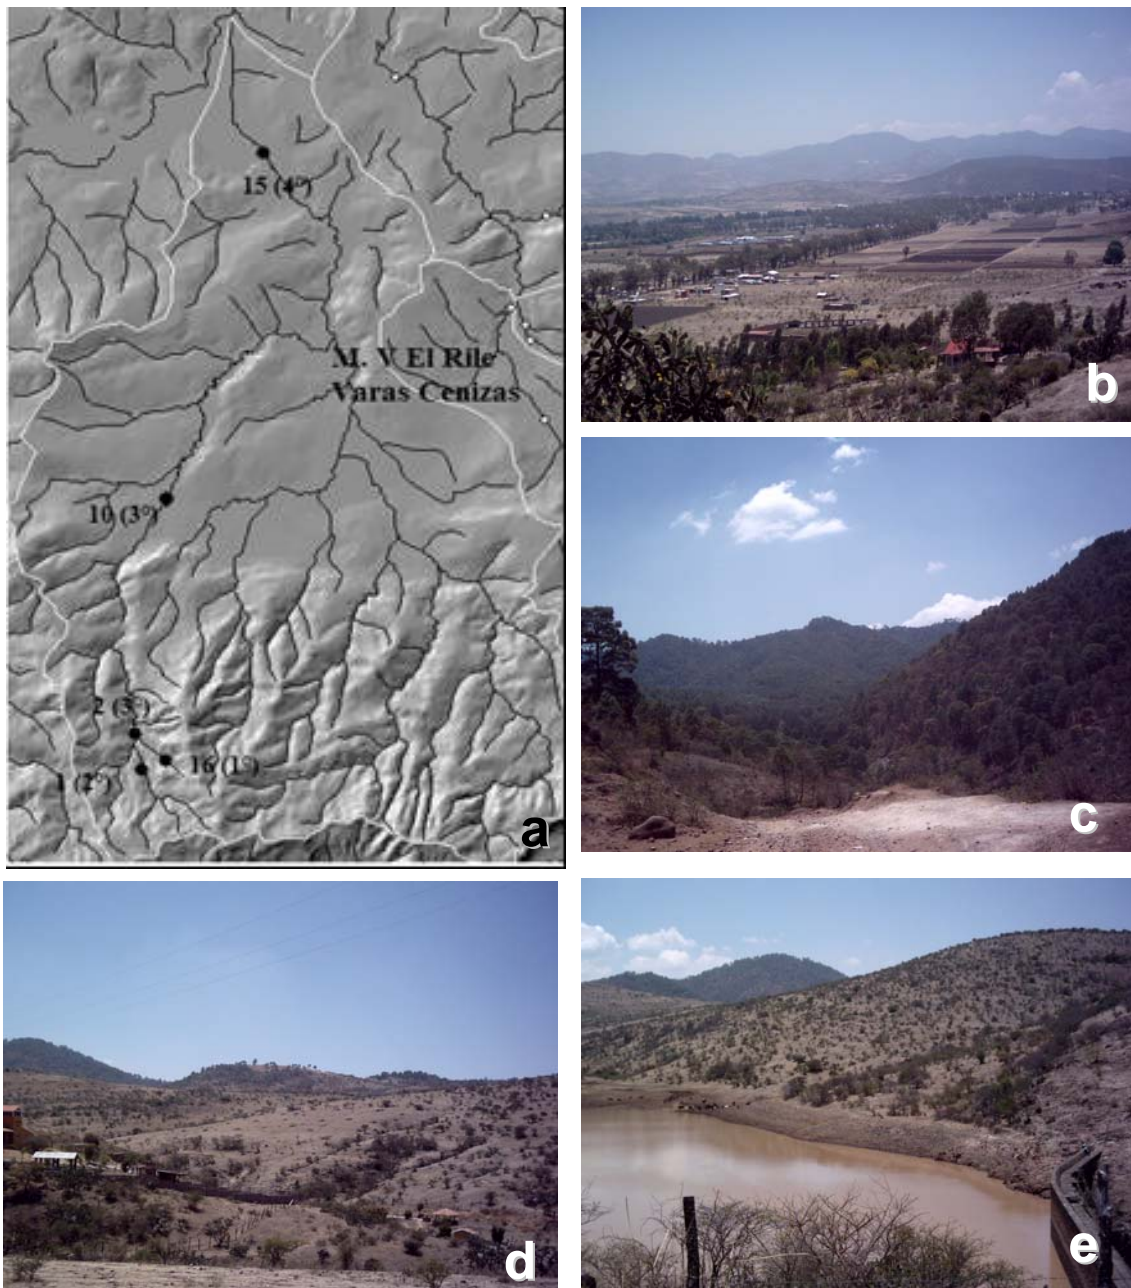 15 (4°)
M. V El Rile
Varas Cenizas
10 (3°)
2 (3°)
16 (1°)
1 (2°)
a
b
c
d
e